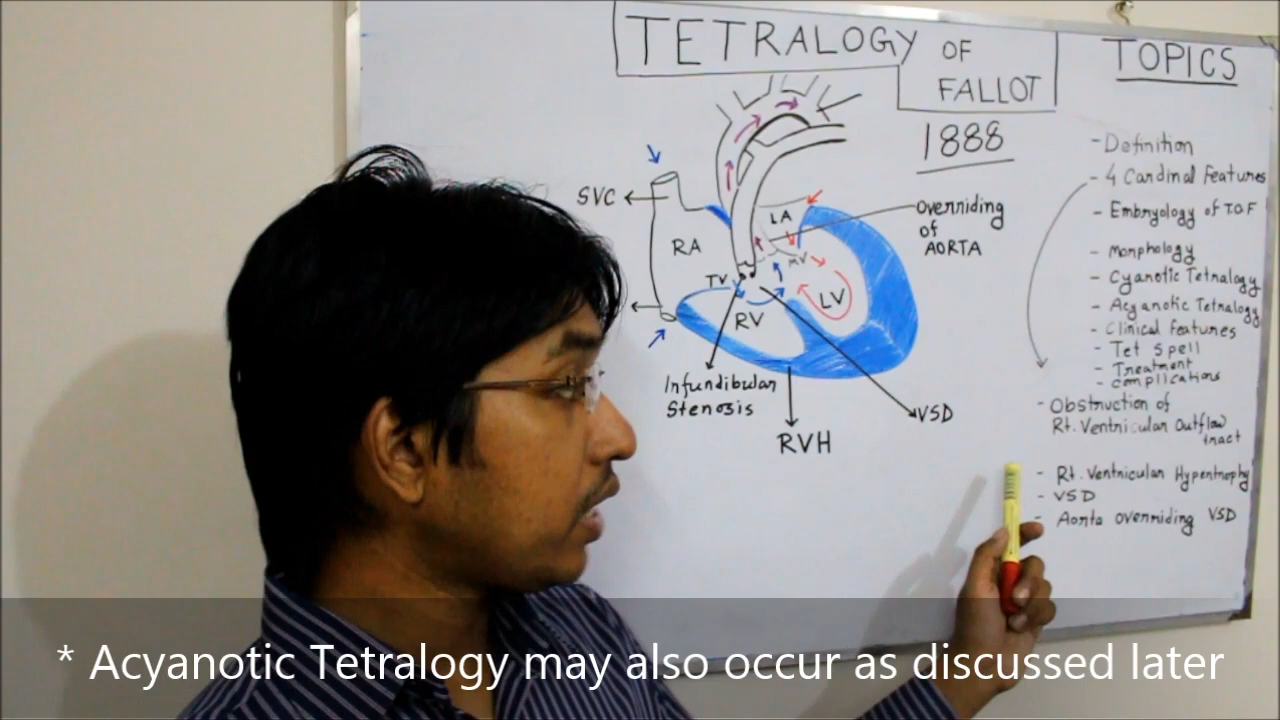 TETRALOGY OF
FALLOT
1888
SVC
RA
TV
RV
LA
MV
LV
Overriding
of
AORTA
Infundibular
Stenosis
RVH
VSD
TOPICS
- Definition
- 4 Cardinal Features
- Embryology of T.O.F
- Morphology
- Cyanotic Tetralogy
- Acyanotic Tetralogy
- Clinical features
- Tet spell
- Treatment
- complications
- Obstruction of
Rt. Ventricular Outflow
tract
- Rt. Ventricular Hypertrophy
- VSD
- Aorta overriding VSD
* Acyanotic Tetralogy may also occur as discussed later